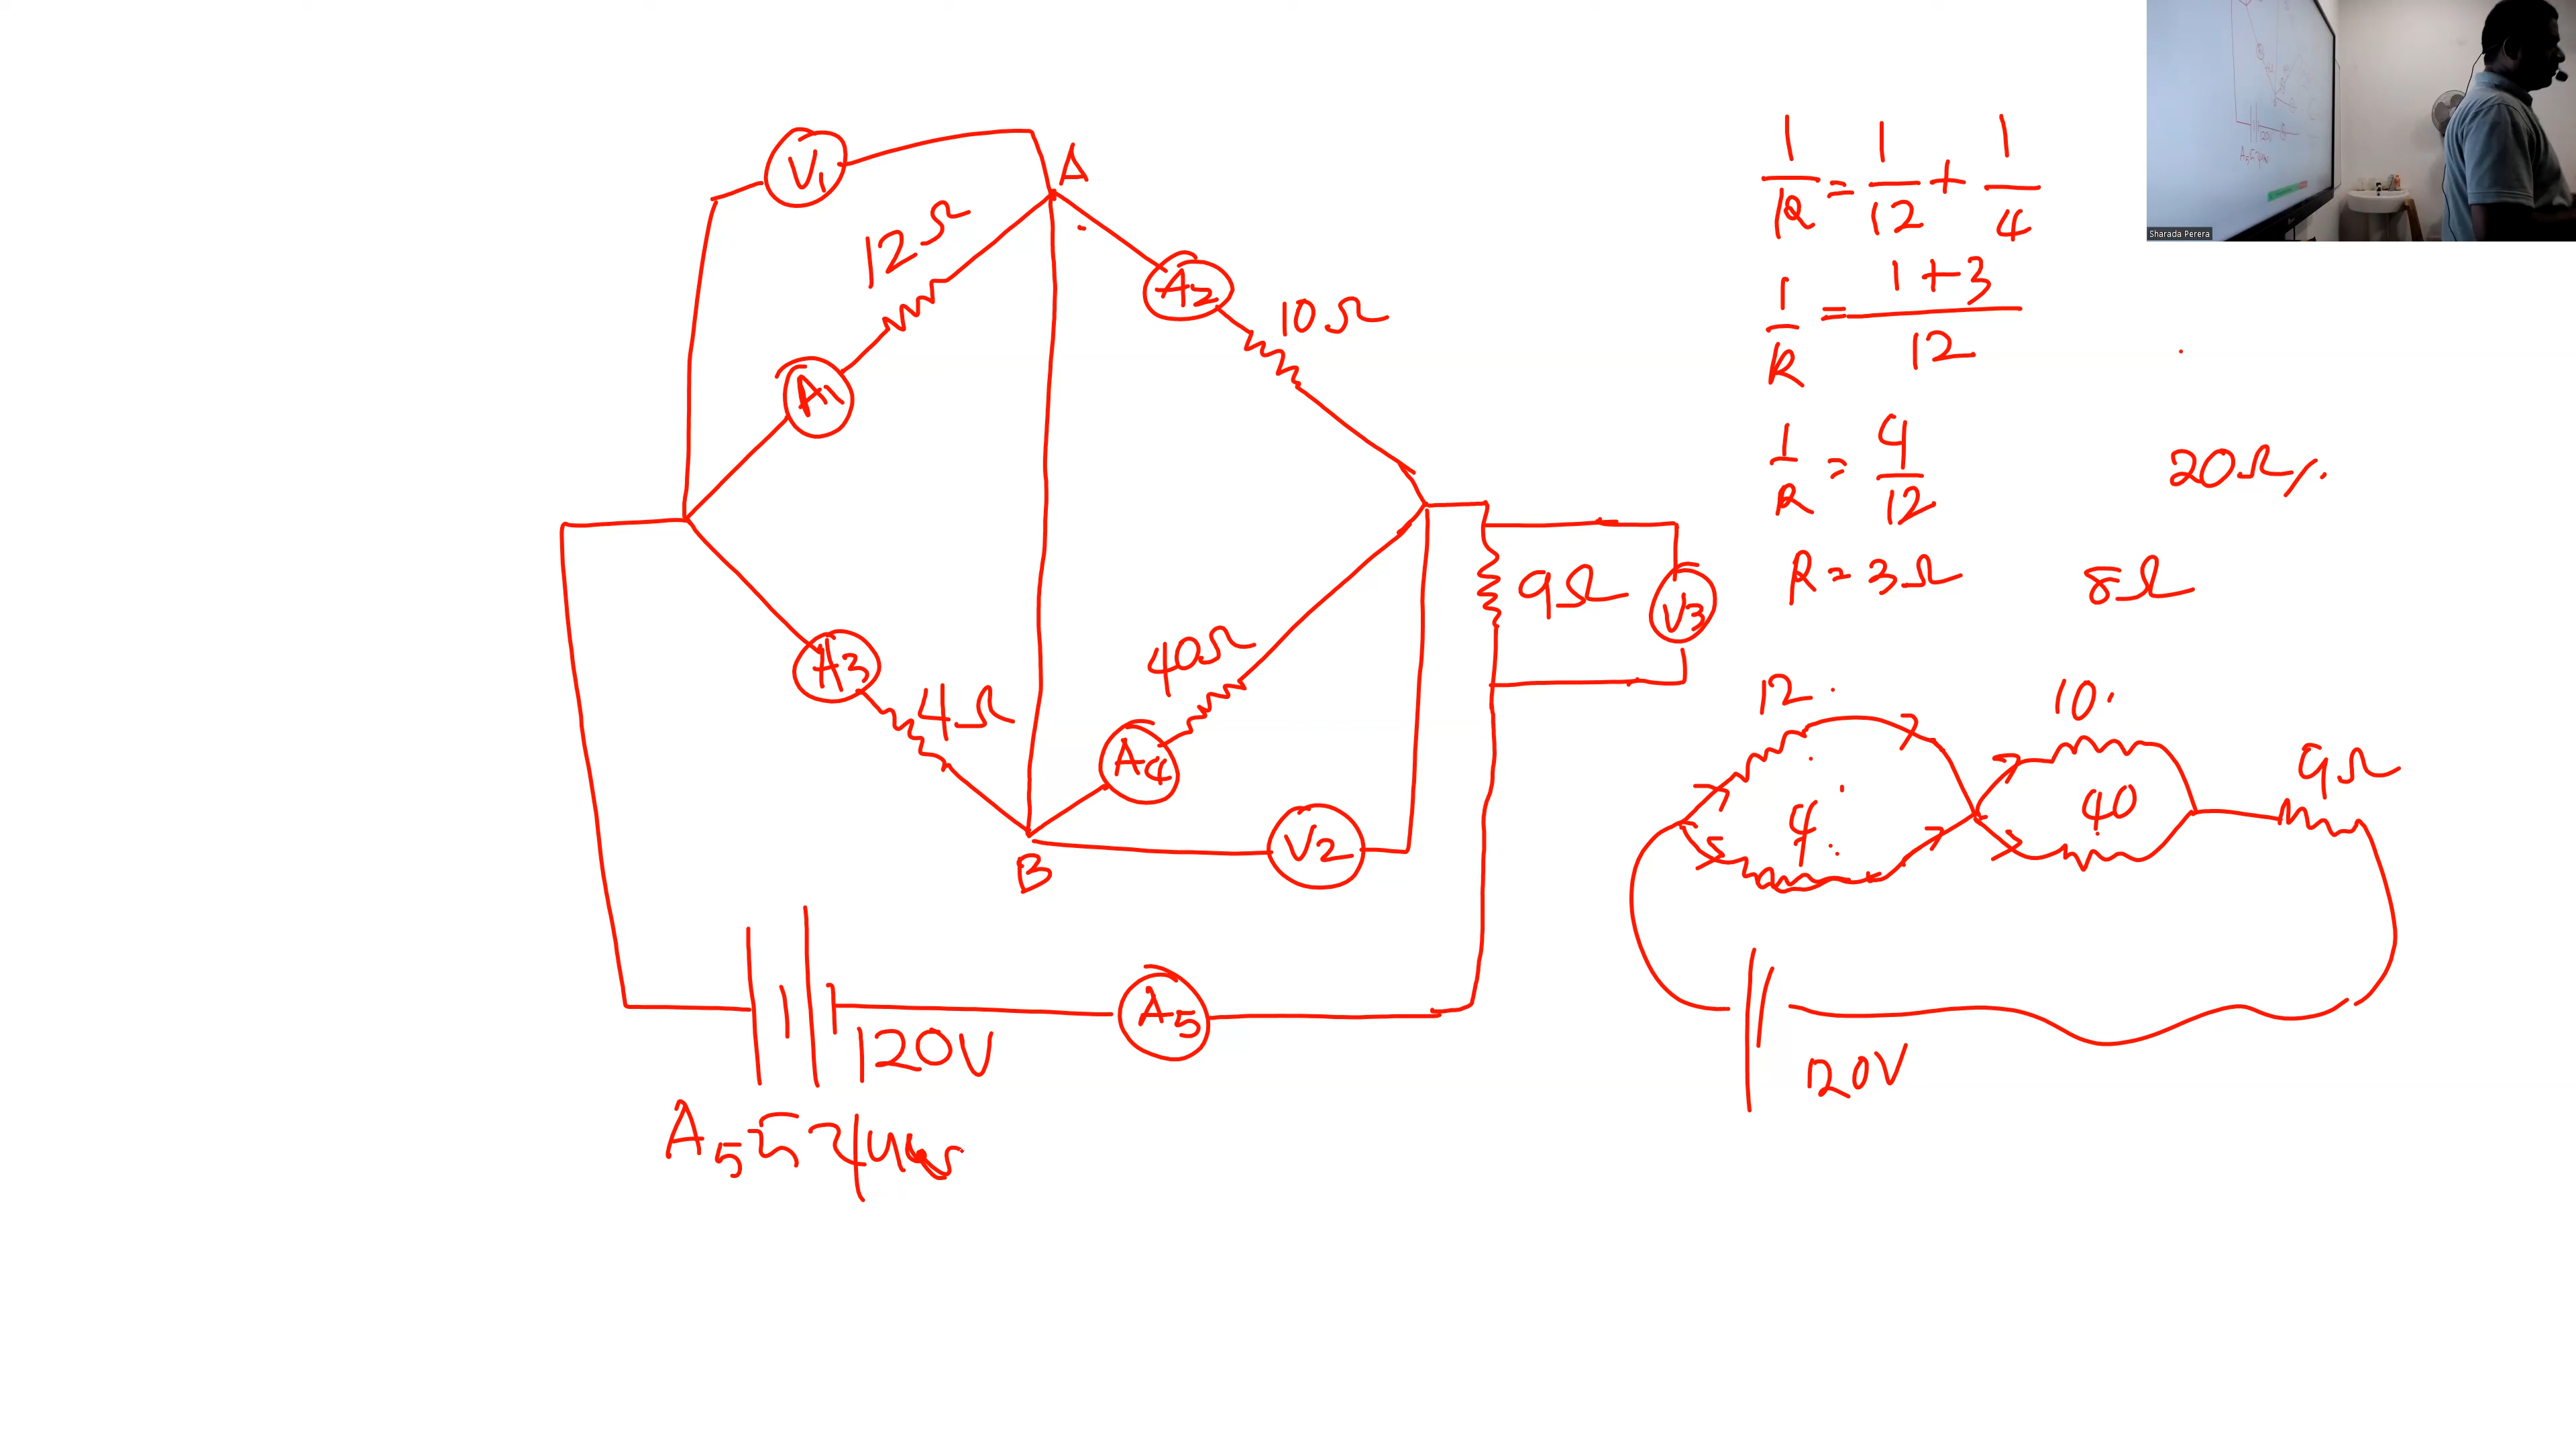 V1
A
12Ω
A2
10Ω
A1
9Ω
V3
A3
4Ω
40Ω
A4
V2
B
120V
A5
A5
1/R = 1/12 + 1/4
1/R = 1+3/12
1/R = 4/12
R = 3Ω
20Ω
8Ω
12
10
4
40
9Ω
120V
Sharada Perera